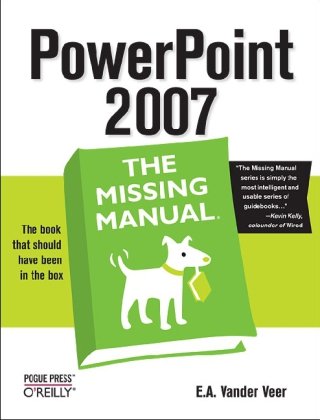 PowerPoint
2007
THE
MISSING
MANUAL®
"The Missing Manual
series is simply the
most intelligent and
usable series of
guidebooks..."
—Kevin Kelly,
cofounder of Wired
The book
that should
have been
in the box
POGUE PRESS™
O'REILLY®
E.A. Vander Veer